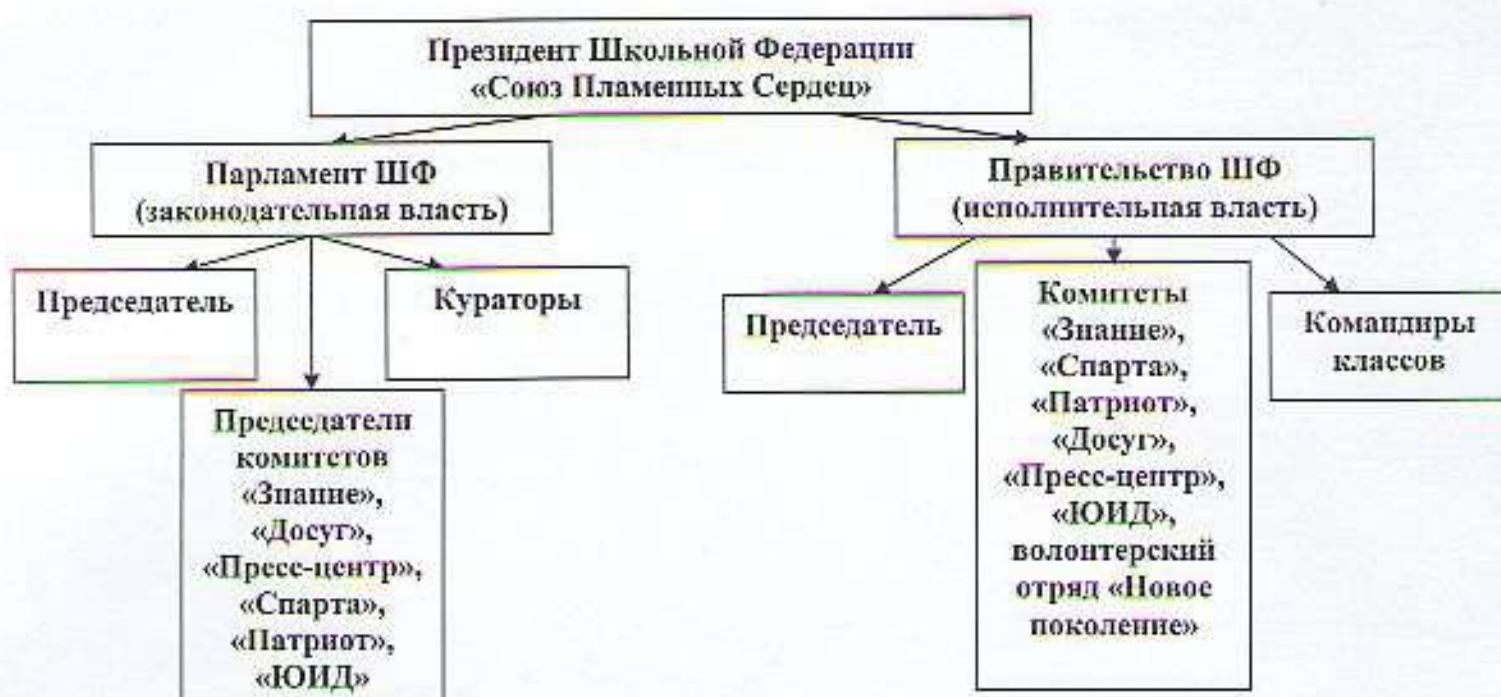 Президент Школьной Федерации
«Союз Пламенных Сердец»
Парламент ШФ
(законодательная власть)
Правительство ШФ
(исполнительная власть)
Председатель
Кураторы
Председатели
комитетов
«Знание»,
«Досуг»,
«Пресс-центр»,
«Спарта»,
«Патриот»,
«ЮИД»
Председатель
Комитеты
«Знание»,
«Спарта»,
«Патриот»,
«Досуг»,
«Пресс-центр»,
«ЮИД»,
волонтерский
отряд «Новое
поколение»
Командиры
классов